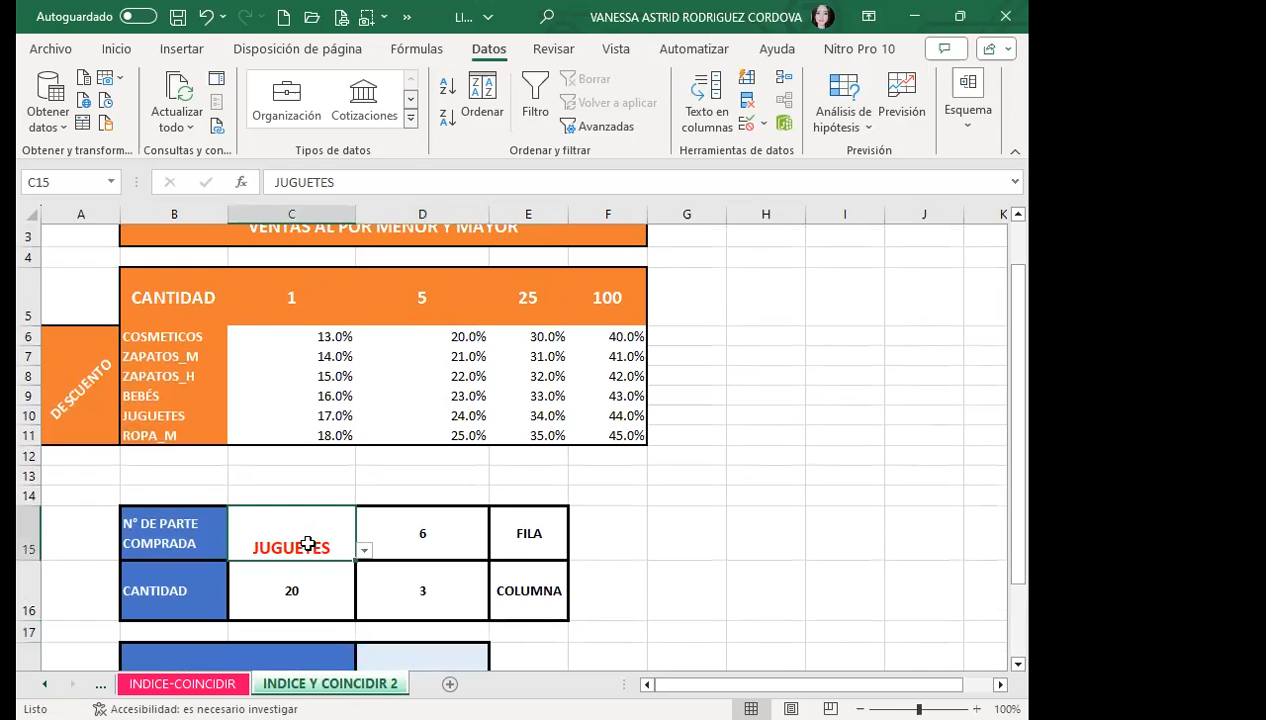 Autoguardado
LI...
VANESSA ASTRID RODRIGUEZ CORDOVA
Archivo Inicio Insertar Disposición de página Fórmulas Datos Revisar Vista Automatizar Ayuda Nitro Pro 10
Obtener datos
Actualizar todo
Organización
Cotizaciones
Ordenar
Filtro
Borrar
Volver a aplicar
Avanzadas
Texto en columnas
Análisis de hipótesis
Previsión
Esquema
Obtener y transform... Consultas y con... Tipos de datos Ordenar y filtrar Herramientas de datos Previsión
C15 fx JUGUETES
A B C D E F G H I J K
3 VENTAS AL POR MENOR Y MAYOR
4
5 CANTIDAD 1 5 25 100
DESCUENTO
6 COSMETICOS 13.0% 20.0% 30.0% 40.0%
7 ZAPATOS_M 14.0% 21.0% 31.0% 41.0%
8 ZAPATOS_H 15.0% 22.0% 32.0% 42.0%
9 BEBÉS 16.0% 23.0% 33.0% 43.0%
10 JUGUETES 17.0% 24.0% 34.0% 44.0%
11 ROPA_M 18.0% 25.0% 35.0% 45.0%
12
13
14
15 N° DE PARTE COMPRADA JUGUETES 6 FILA
16 CANTIDAD 20 3 COLUMNA
17
... INDICE-COINCIDIR INDICE Y COINCIDIR 2
Listo Accesibilidad: es necesario investigar 100%